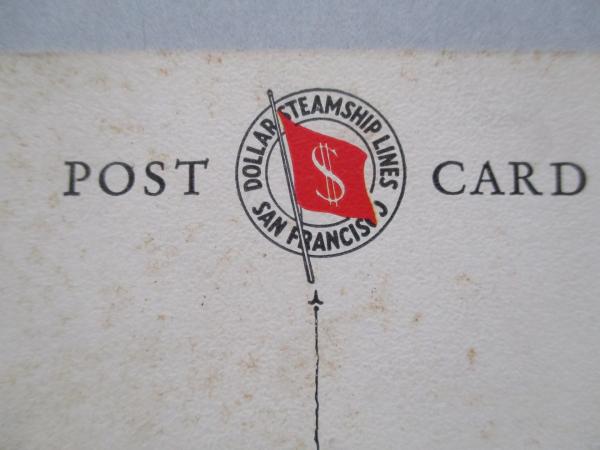 POST CARD
DOLLAR STEAMSHIP LINES
SAN FRANCISCO
$